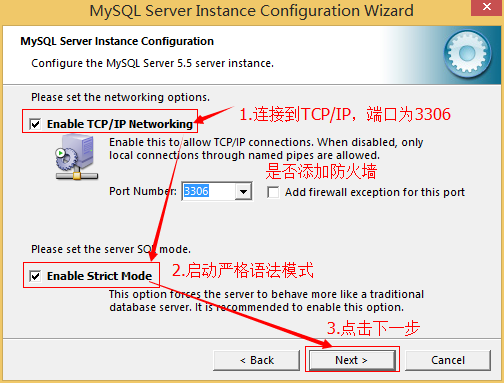 MySQL Server Instance Configuration Wizard
MySQL Server Instance Configuration
Configure the MySQL Server 5.5 server instance.
Please set the networking options.
1.连接到TCP/IP，端口为3306
Enable TCP/IP Networking
Enable this to allow TCP/IP connections. When disabled, only
local connections through named pipes are allowed.
是否添加防火墙
Port Number: 3306 Add firewall exception for this port
Please set the server SQL mode.
Enable Strict Mode 2.启动严格语法模式
This option forces the server to behave more like a traditional
database server. It is recommended to enable this option.
3.点击下一步
< Back Next > Cancel